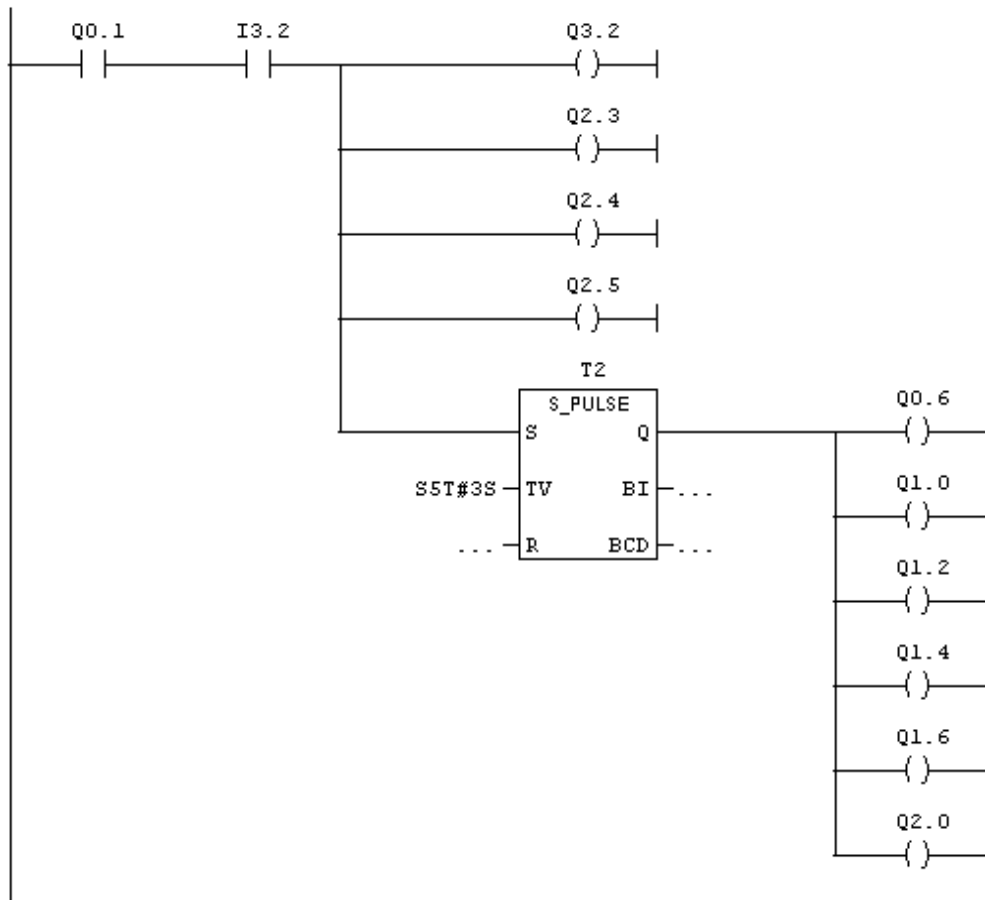 Q0.1 I3.2 Q3.2
Q2.3
Q2.4
Q2.5
T2
S_PULSE
Q0.6
S Q
Q1.0
S5T#3S TV BI ...
... R BCD ...
Q1.2
Q1.4
Q1.6
Q2.0